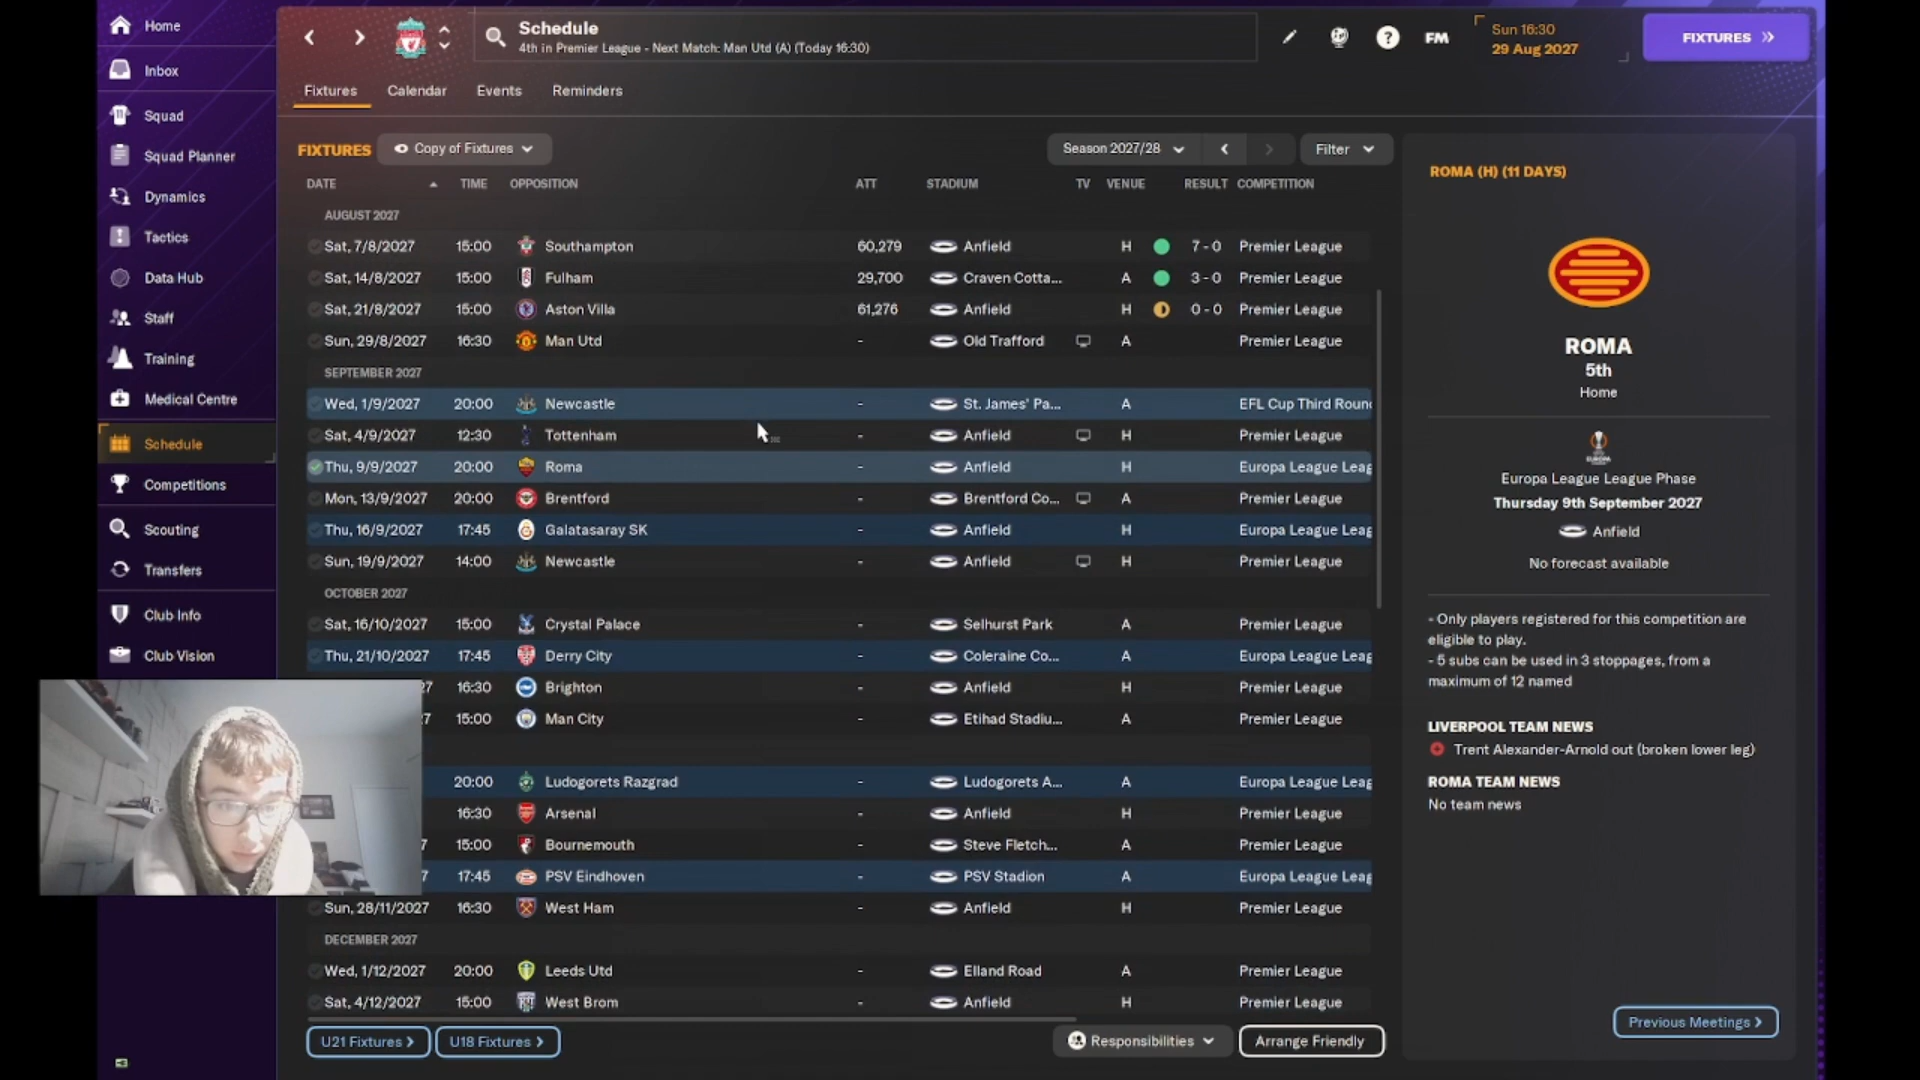 Home
Inbox
Squad
Squad Planner
Dynamics
Tactics
Data Hub
Staff
Training
Medical Centre
Schedule
Competitions
Scouting
Transfers
Club Info
Club Vision
Schedule
4th in Premier League - Next Match: Man Utd (A) (Today 16:30)
? FM
Sun 16:30
29 Aug 2027
FIXTURES
Fixtures Calendar Events Reminders
FIXTURES Copy of Fixtures Season 2027/28 Filter
DATE TIME OPPOSITION ATT STADIUM TV VENUE RESULT COMPETITION
AUGUST 2027
Sat, 7/8/2027 15:00 Southampton 60,279 Anfield H 7 - 0 Premier League
Sat, 14/8/2027 15:00 Fulham 29,700 Craven Cotta... A 3 - 0 Premier League
Sat, 21/8/2027 15:00 Aston Villa 61,276 Anfield H 0 - 0 Premier League
Sun, 29/8/2027 16:30 Man Utd - Old Trafford A Premier League
SEPTEMBER 2027
Wed, 1/9/2027 20:00 Newcastle - St. James' Pa... A EFL Cup Third Round
Sat, 4/9/2027 12:30 Tottenham - Anfield H Premier League
Thu, 9/9/2027 20:00 Roma - Anfield H Europa League Leag
Mon, 13/9/2027 20:00 Brentford - Brentford Co... A Premier League
Thu, 16/9/2027 17:45 Galatasaray SK - Anfield H Europa League Leag
Sun, 19/9/2027 14:00 Newcastle - Anfield H Premier League
OCTOBER 2027
Sat, 16/10/2027 15:00 Crystal Palace - Selhurst Park A Premier League
Thu, 21/10/2027 17:45 Derry City - Coleraine Co... A Europa League Leag
27 16:30 Brighton - Anfield H Premier League
7 15:00 Man City - Etihad Stadiu... A Premier League
20:00 Ludogorets Razgrad - Ludogorets A... A Europa League Leag
16:30 Arsenal - Anfield H Premier League
7 15:00 Bournemouth - Steve Fletch... A Premier League
7 17:45 PSV Eindhoven - PSV Stadion A Europa League Leag
Sun, 28/11/2027 16:30 West Ham - Anfield H Premier League
DECEMBER 2027
Wed, 1/12/2027 20:00 Leeds Utd - Elland Road A Premier League
Sat, 4/12/2027 15:00 West Brom - Anfield H Premier League
U21 Fixtures U18 Fixtures Responsibilities Arrange Friendly
ROMA (H) (11 DAYS)
ROMA
5th
Home
EUROPA
Europa League League Phase
Thursday 9th September 2027
Anfield
No forecast available
- Only players registered for this competition are
eligible to play.
- 5 subs can be used in 3 stoppages, from a
maximum of 12 named
LIVERPOOL TEAM NEWS
Trent Alexander-Arnold out (broken lower leg)
ROMA TEAM NEWS
No team news
Previous Meetings